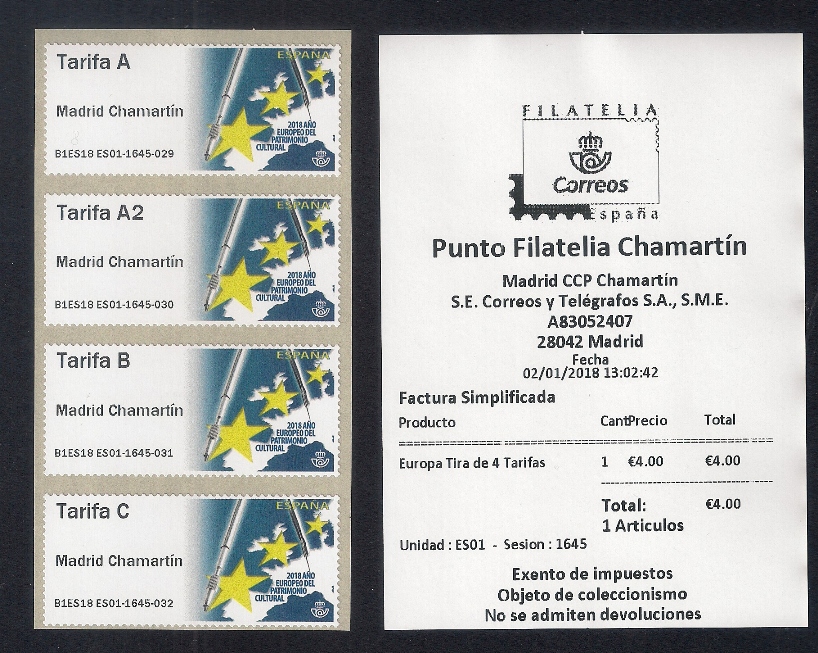 Tarifa A
Madrid Chamartín
B1ES18 ES01-1645-029
ESPAÑA
2018 AÑO
EUROPEO DEL
PATRIMONIO
CULTURAL
Tarifa A2
Madrid Chamartín
B1ES18 ES01-1645-030
ESPAÑA
2018 AÑO
EUROPEO DEL
PATRIMONIO
CULTURAL
Tarifa B
Madrid Chamartín
B1ES18 ES01-1645-031
ESPAÑA
2018 AÑO
EUROPEO DEL
PATRIMONIO
CULTURAL
Tarifa C
Madrid Chamartín
B1ES18 ES01-1645-032
ESPAÑA
2018 AÑO
EUROPEO DEL
PATRIMONIO
CULTURAL
FILATELIA
Correos
España
Punto Filatelia Chamartín
Madrid CCP Chamartín
S.E. Correos y Telégrafos S.A., S.M.E.
A83052407
28042 Madrid
Fecha
02/01/2018 13:02:42
Factura Simplificada
Producto CantPrecio Total
Europa Tira de 4 Tarifas 1 €4.00 €4.00
Total: €4.00
1 Articulos
Unidad : ES01 - Sesion : 1645
Exento de impuestos
Objeto de coleccionismo
No se admiten devoluciones